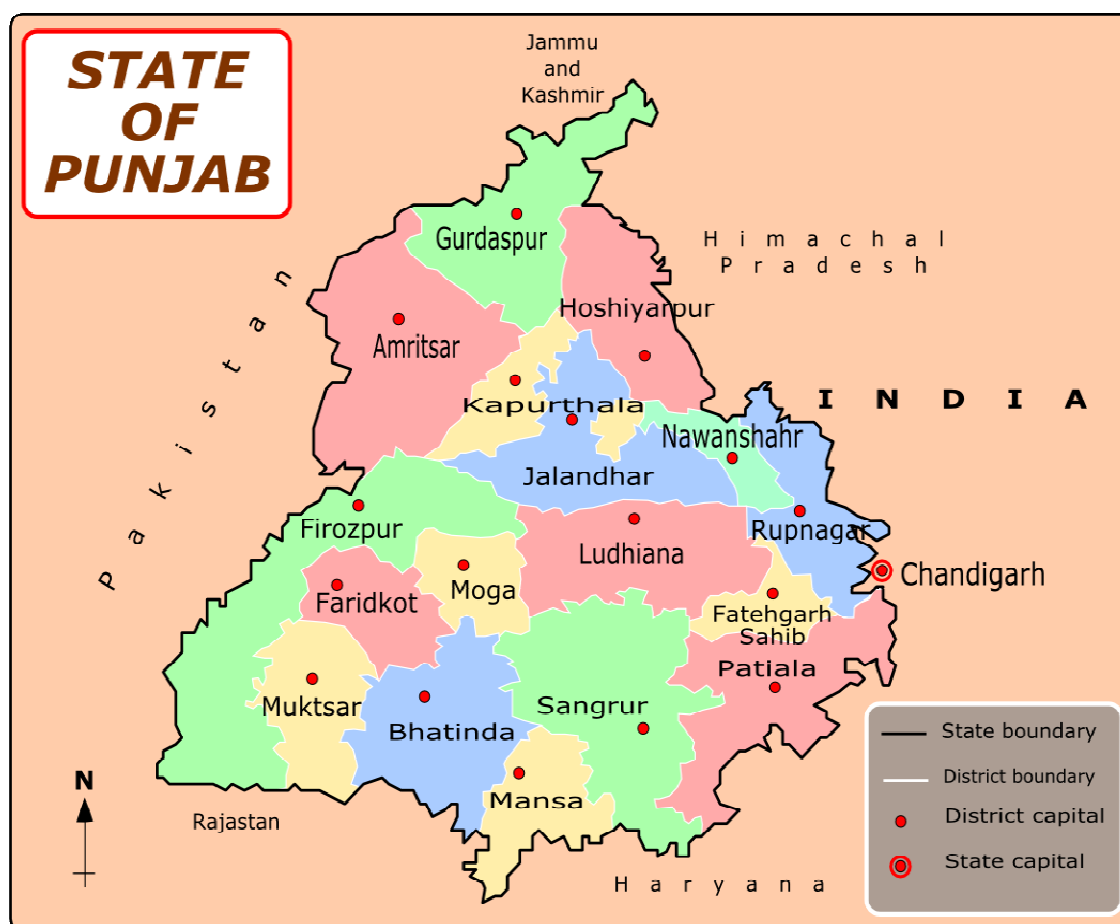 STATE
OF
PUNJAB
Jammu
and
Kashmir
Himachal
Pradesh
Pakistan
INDIA
Gurdaspur
Hoshiyarpur
Amritsar
Kapurthala
Nawanshahr
Jalandhar
Firozpur
Rupnagar
Ludhiana
Chandigarh
Moga
Faridkot
Fatehgarh
Sahib
Patiala
Muktsar
Sangrur
Bhatinda
Mansa
N
Rajastan
Haryana
State boundary
District boundary
District capital
State capital